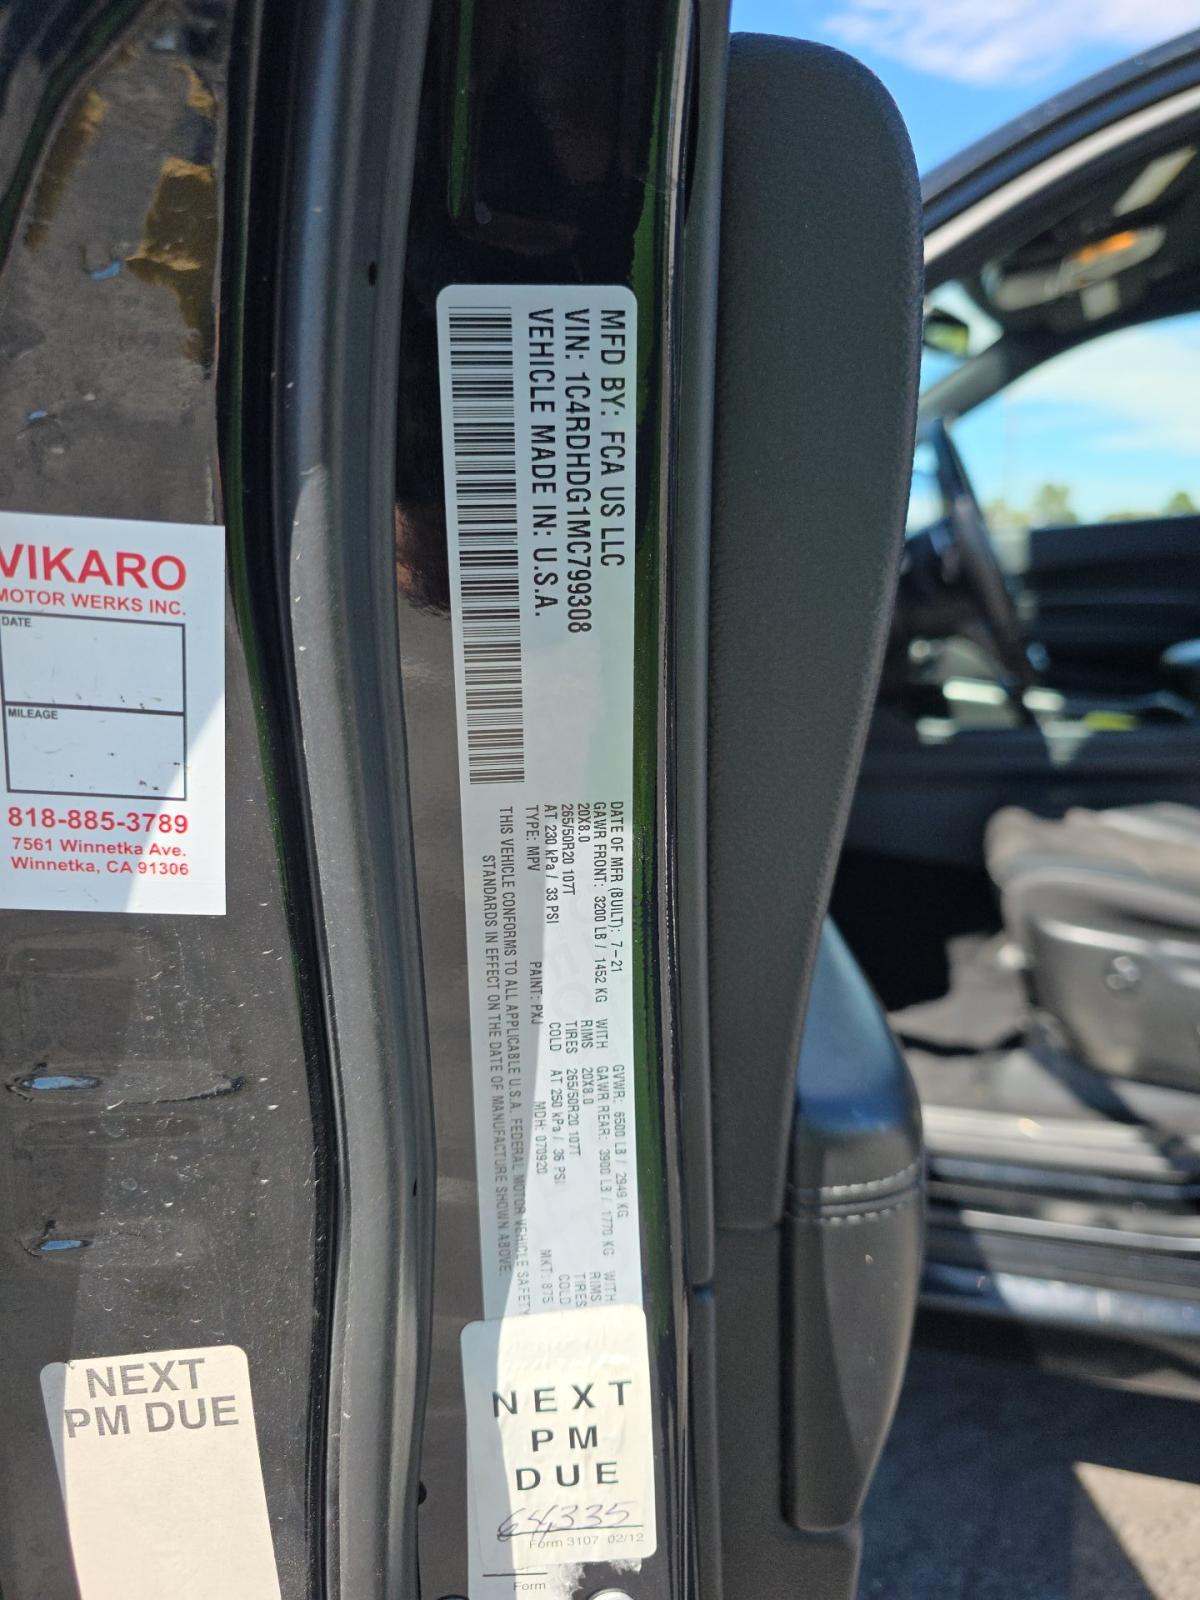 MFD BY: FCA US LLC
VIN: 1C4RDHDG1MC799308
VEHICLE MADE IN: U.S.A.
DATE OF MFR (BUILT): 7-21
GVWR: 6500 LB / 2949 KG
GAWR FRONT: 3200 LB / 1452 KG WITH
GAWR REAR: 3900 LB / 1770 KG WITH
20X8.0 RIMS
20X8.0 RIMS
265/50R20 107T TIRES
265/50R20 107T TIRES
AT 230 kPa / 33 PSI COLD
AT 250 kPa / 36 PSI COLD
TYPE: MPV PAINT: PXJ MDH: 070920 MKT: 875
THIS VEHICLE CONFORMS TO ALL APPLICABLE U.S.A. FEDERAL MOTOR VEHICLE SAFETY
STANDARDS IN EFFECT ON THE DATE OF MANUFACTURE SHOWN ABOVE.
VIKARO
MOTOR WERKS INC.
DATE
MILEAGE
818-885-3789
7561 Winnetka Ave.
Winnetka, CA 91306
NEXT
PM DUE
NEXT
PM
DUE
64,335
Form 3107 02/12
Form